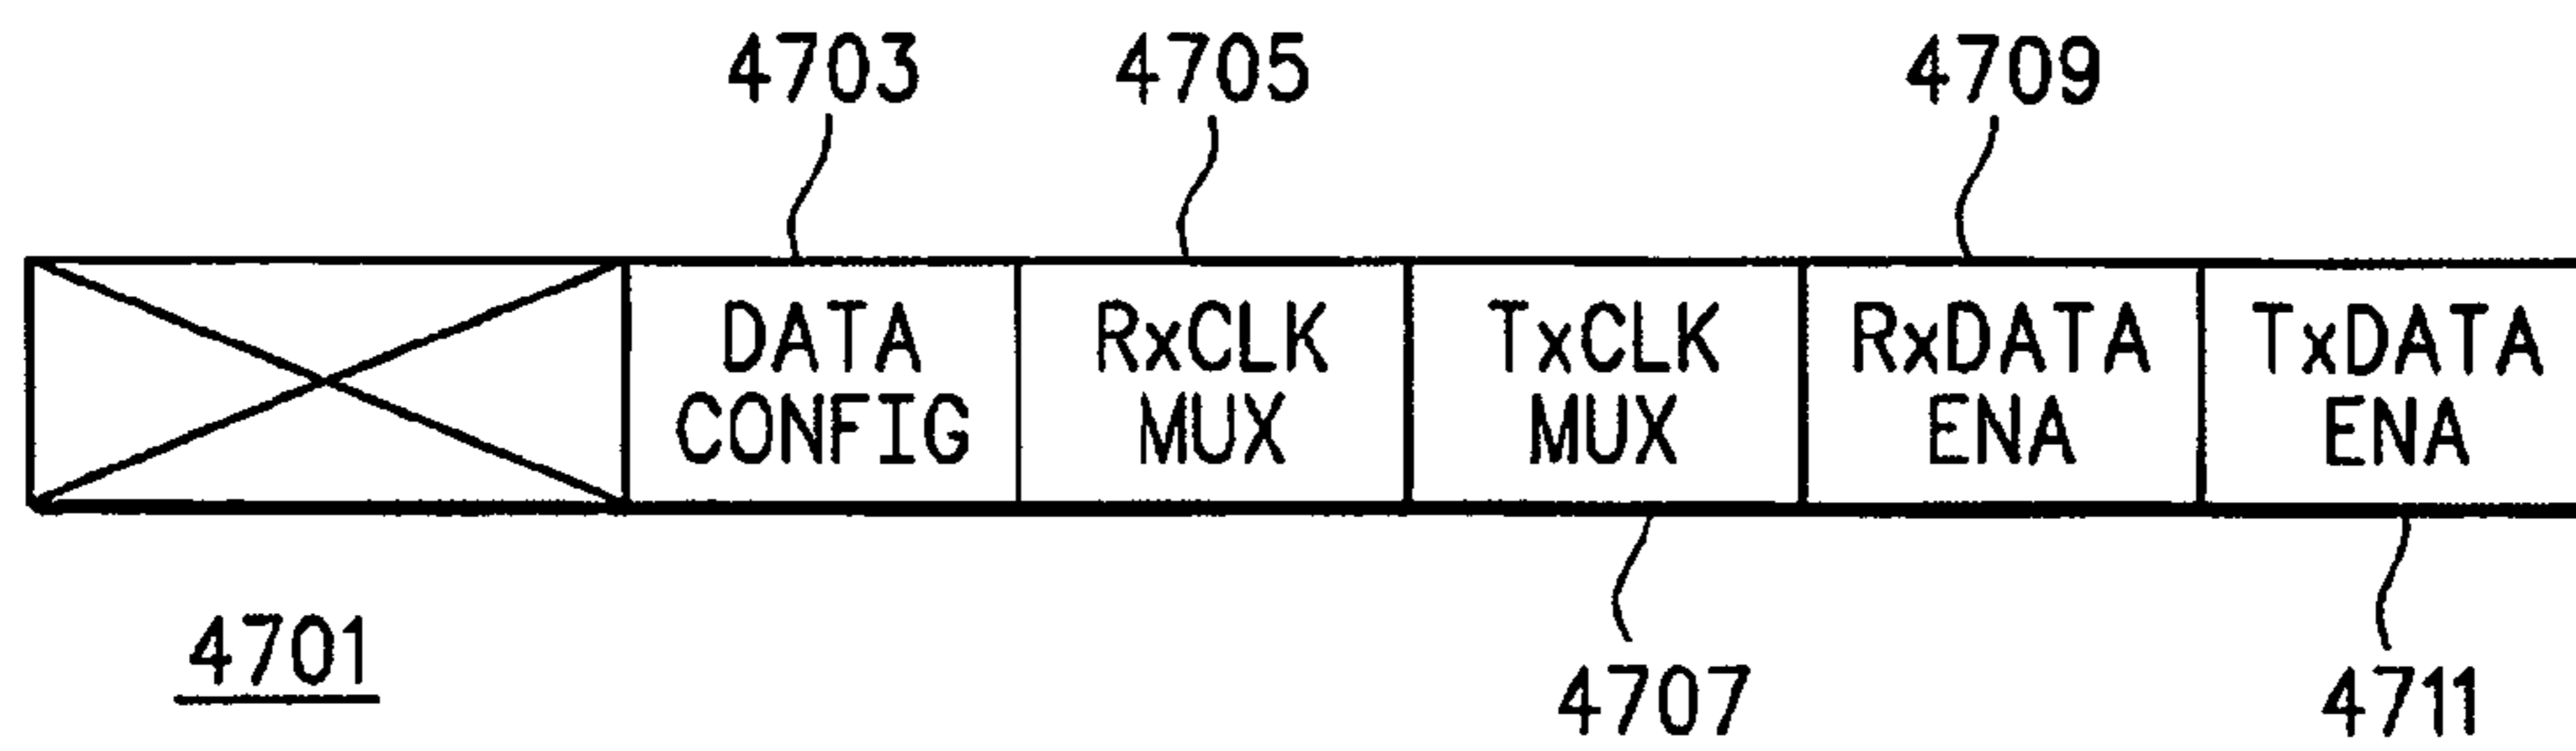 4703 4705 4709
DATA CONFIG
RxCLK MUX
TxCLK MUX
RxDATA ENA
TxDATA ENA
4701 4707 4711